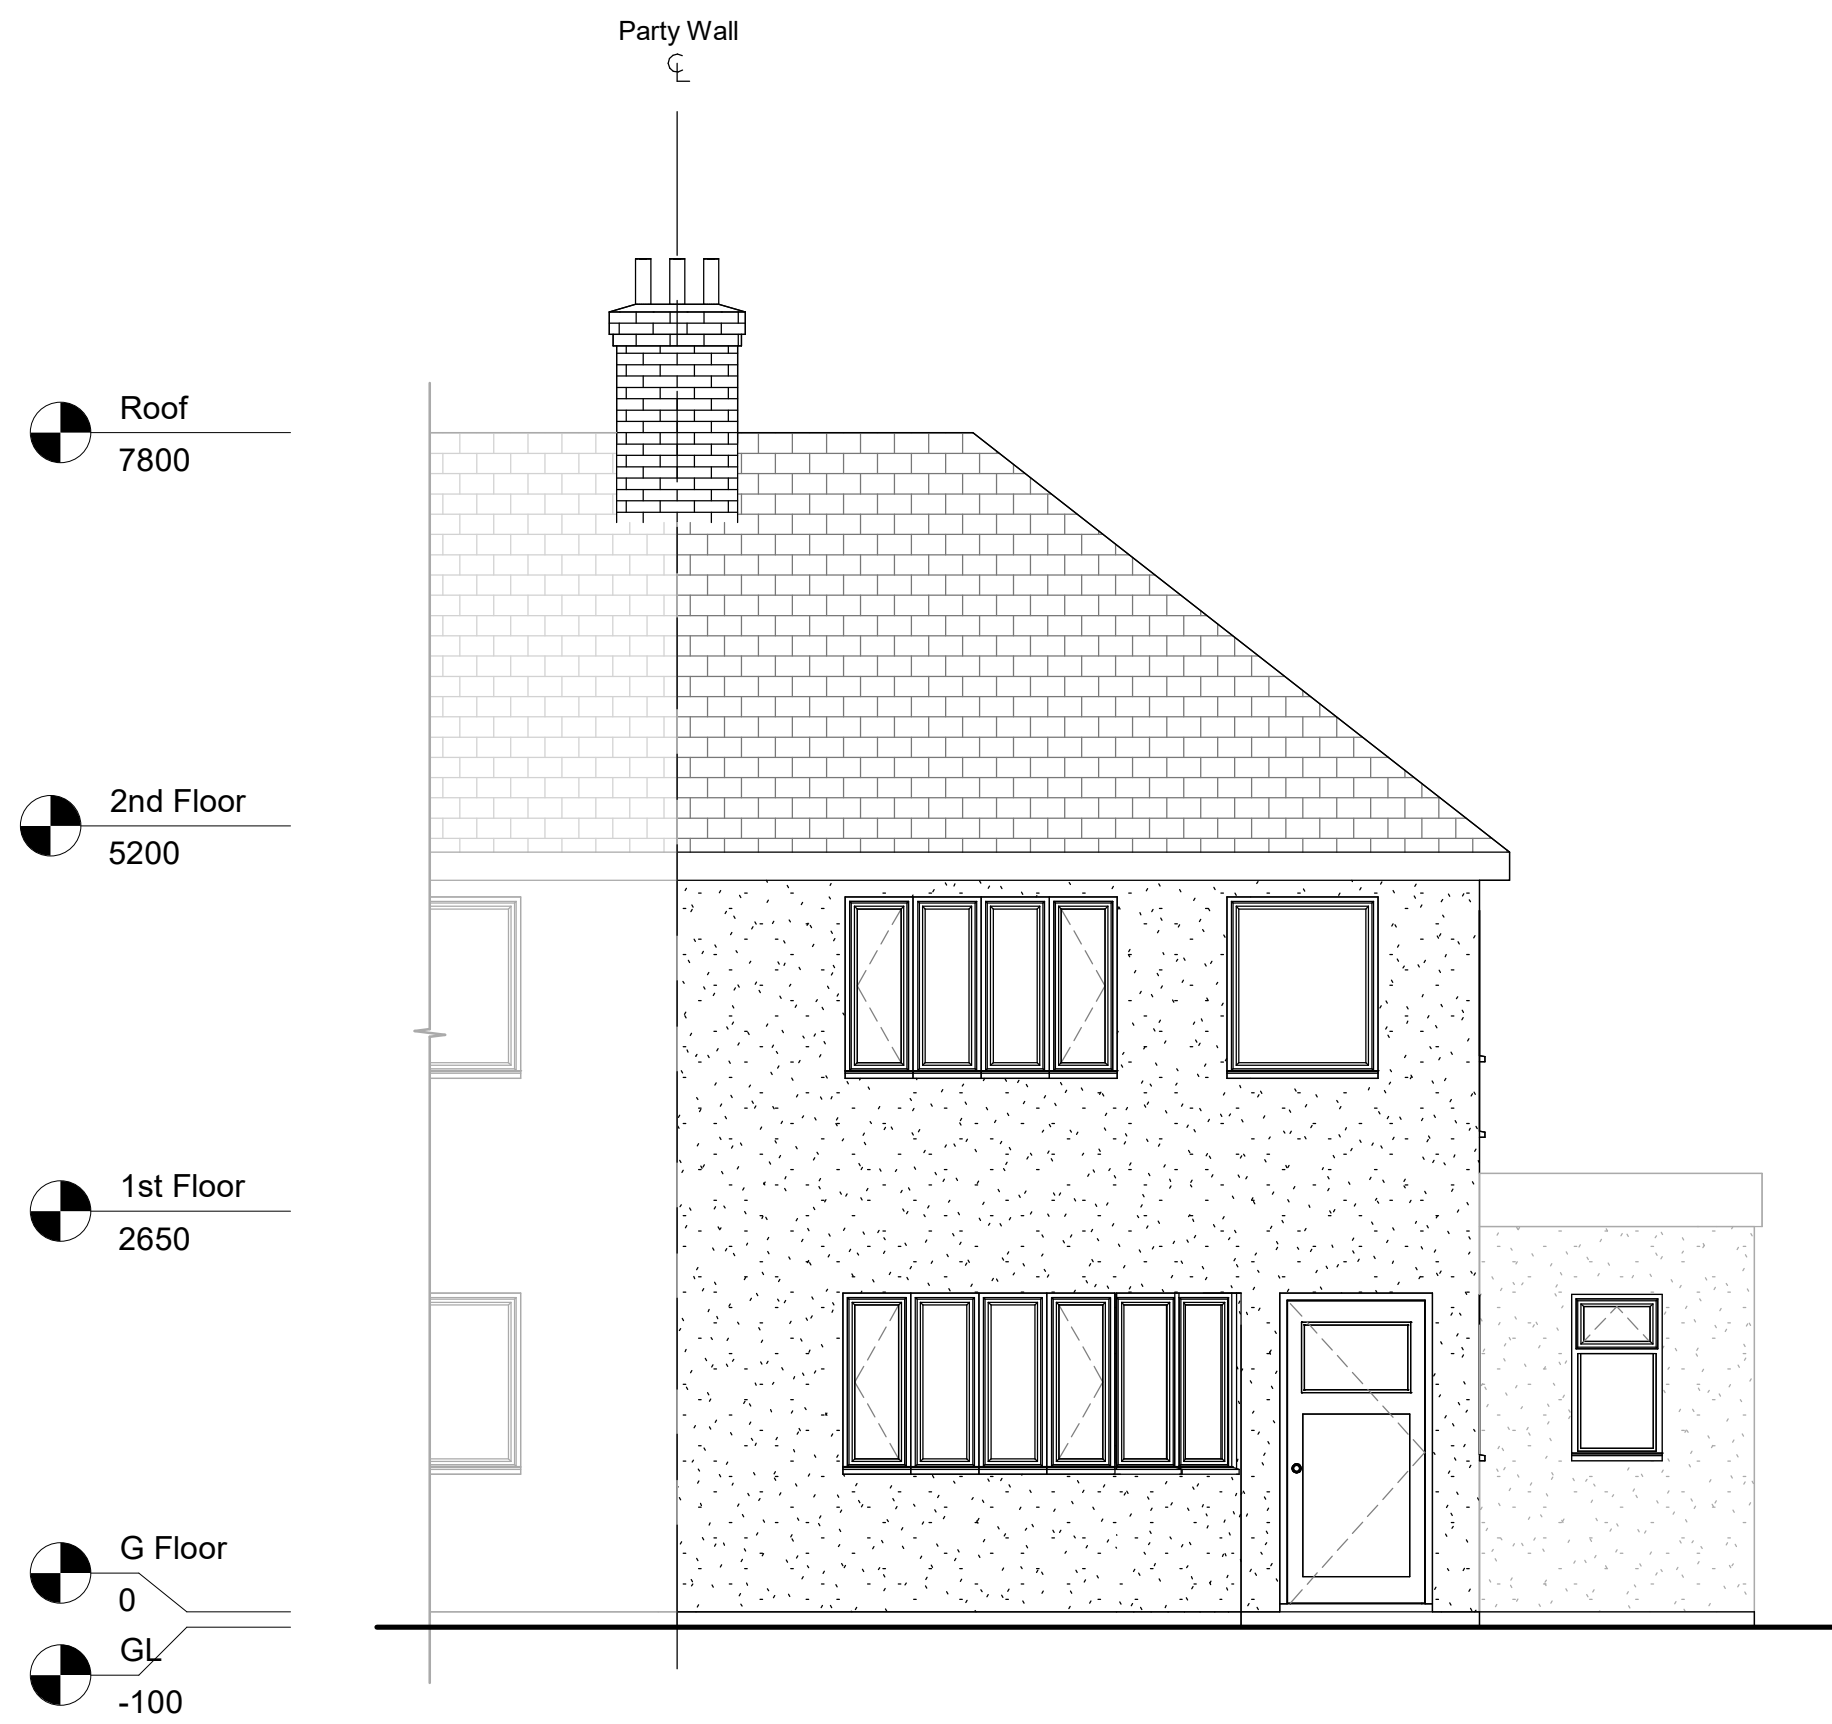 Party Wall
℄
Roof
7800
2nd Floor
5200
1st Floor
2650
G Floor
0
GL
-100